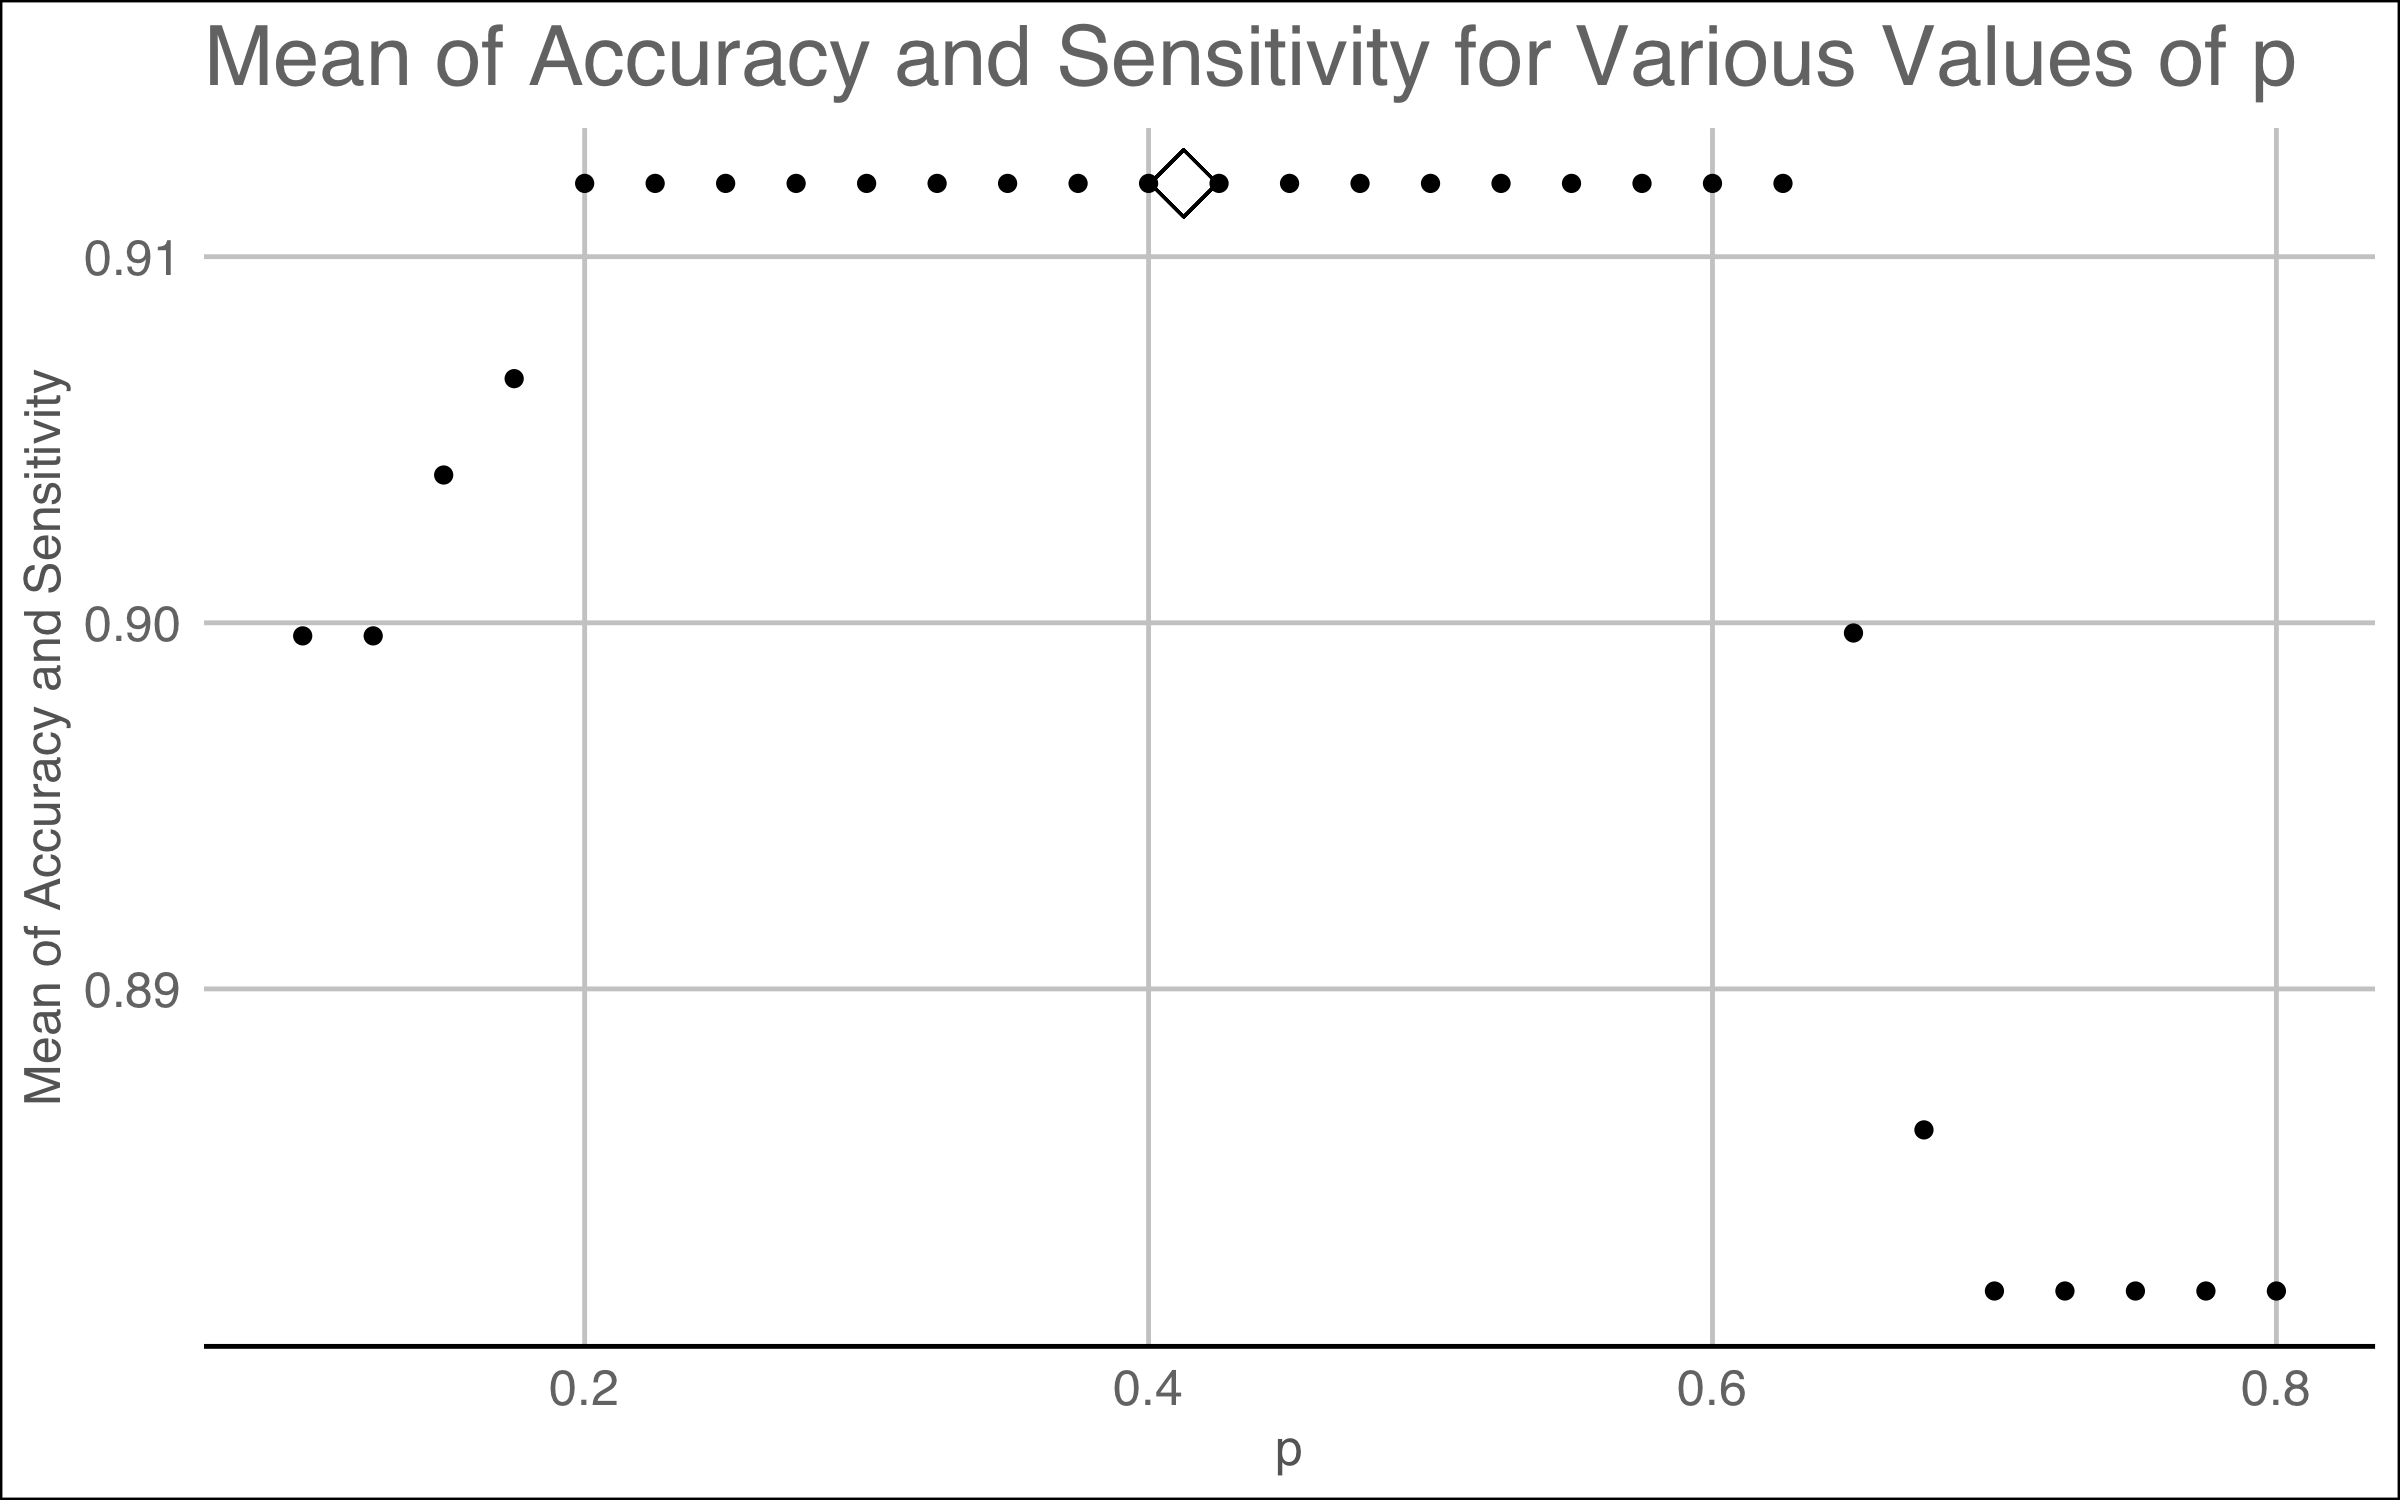 Mean of Accuracy and Sensitivity for Various Values of p
Mean of Accuracy and Sensitivity
0.91
0.90
0.89
0.2
0.4
0.6
0.8
p